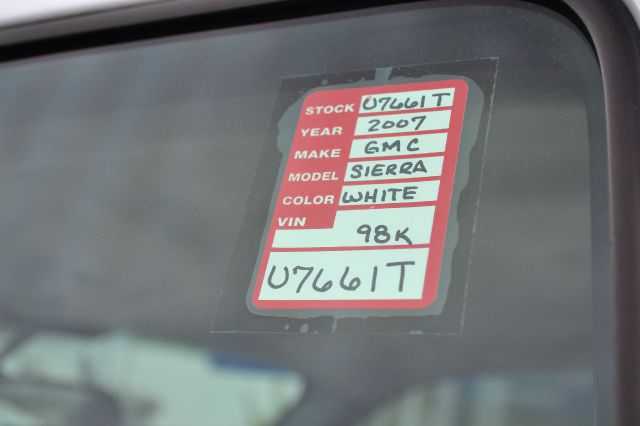 STOCK U7661T
YEAR 2007
MAKE GMC
MODEL SIERRA
COLOR WHITE
VIN
98K
U7661T